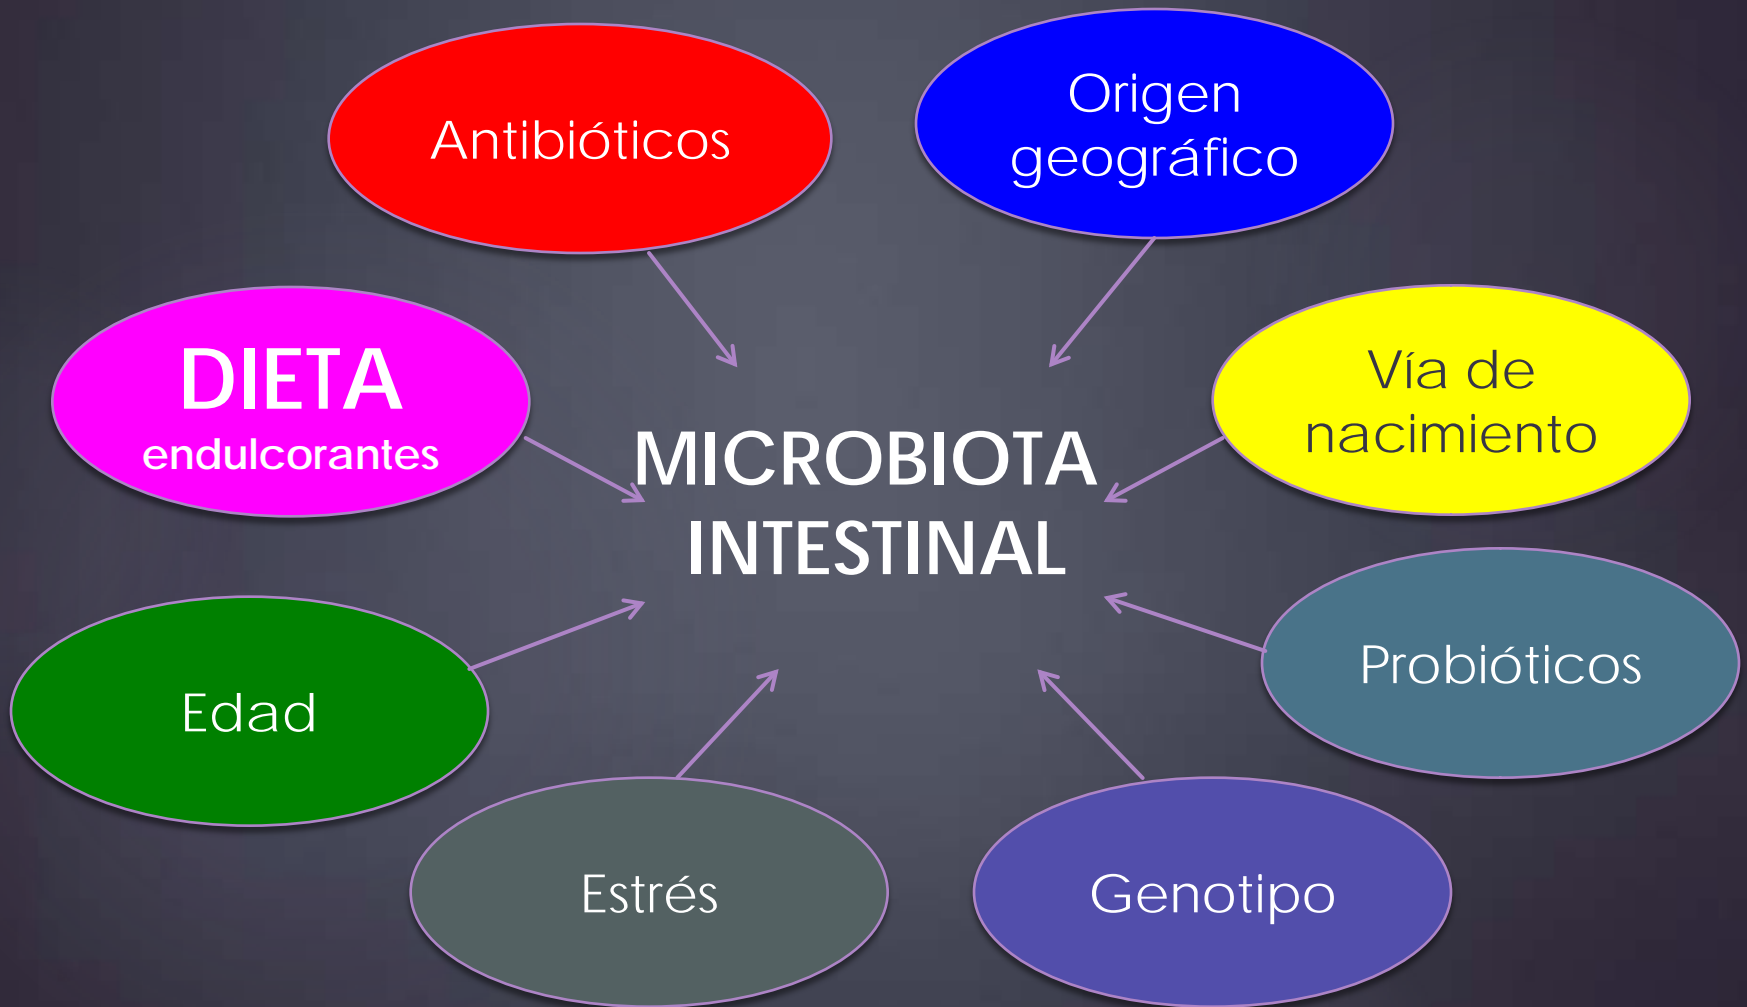 Antibióticos
Origen
geográfico
DIETA
endulcorantes
Vía de
nacimiento
MICROBIOTA
INTESTINAL
Edad
Probióticos
Estrés
Genotipo